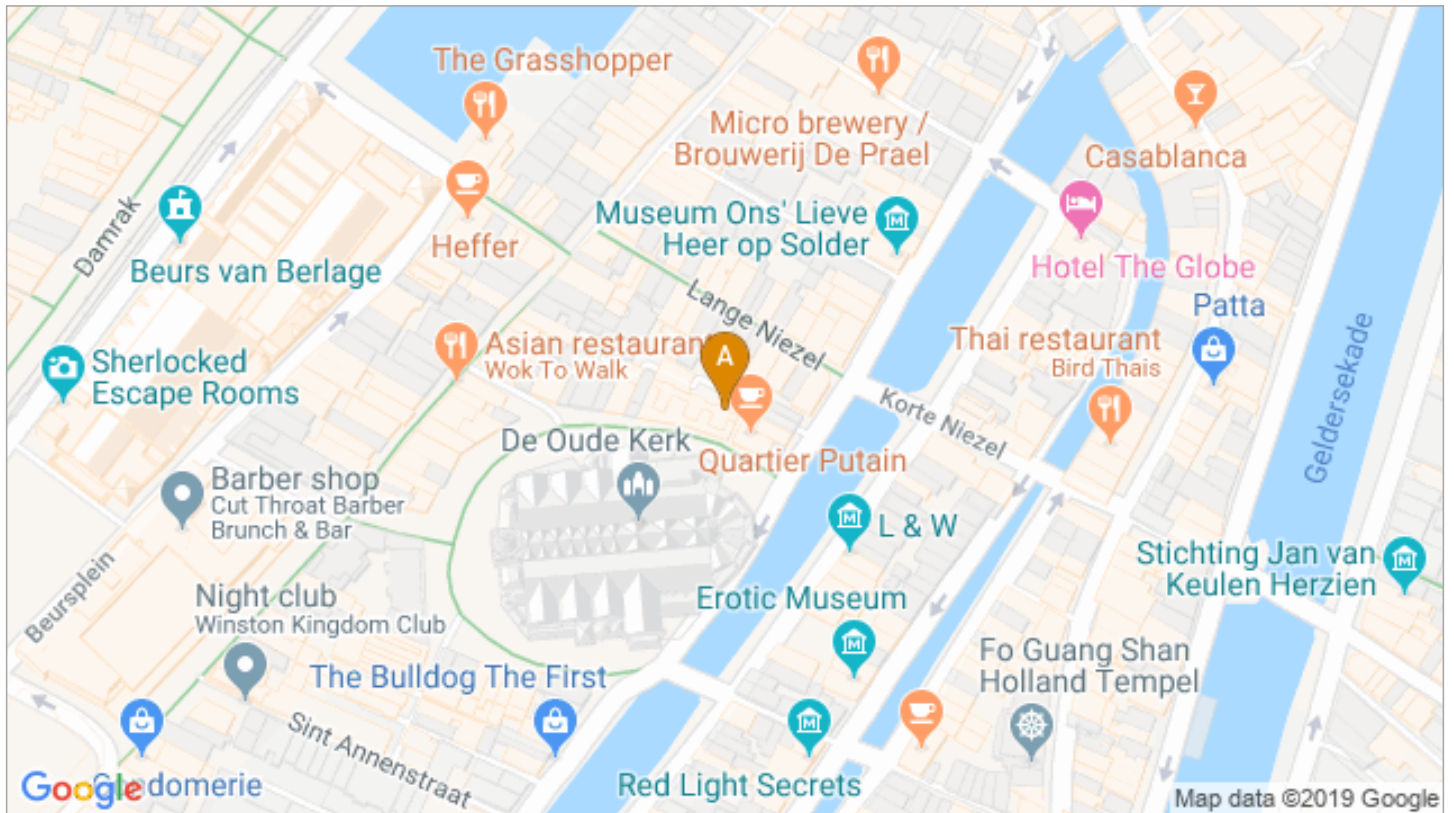 The Grasshopper
Micro brewery /
Brouwerij De Prael
Casablanca
Museum Ons' Lieve
Heer op Solder
Damrak
Heffer
Beurs van Berlage
Hotel The Globe
Patta
Lange Niezel
Thai restaurant
Bird Thais
Asian restaurant
Wok To Walk
A
Sherlocked
Escape Rooms
Korte Niezel
Geldersekade
De Oude Kerk
Quartier Putain
Barber shop
Cut Throat Barber
Brunch & Bar
L & W
Stichting Jan van
Keulen Herzien
Beursplein
Night club
Winston Kingdom Club
Erotic Museum
Fo Guang Shan
Holland Tempel
The Bulldog The First
Sint Annenstraat
Red Light Secrets
Google
domerie
Map data ©2019 Google